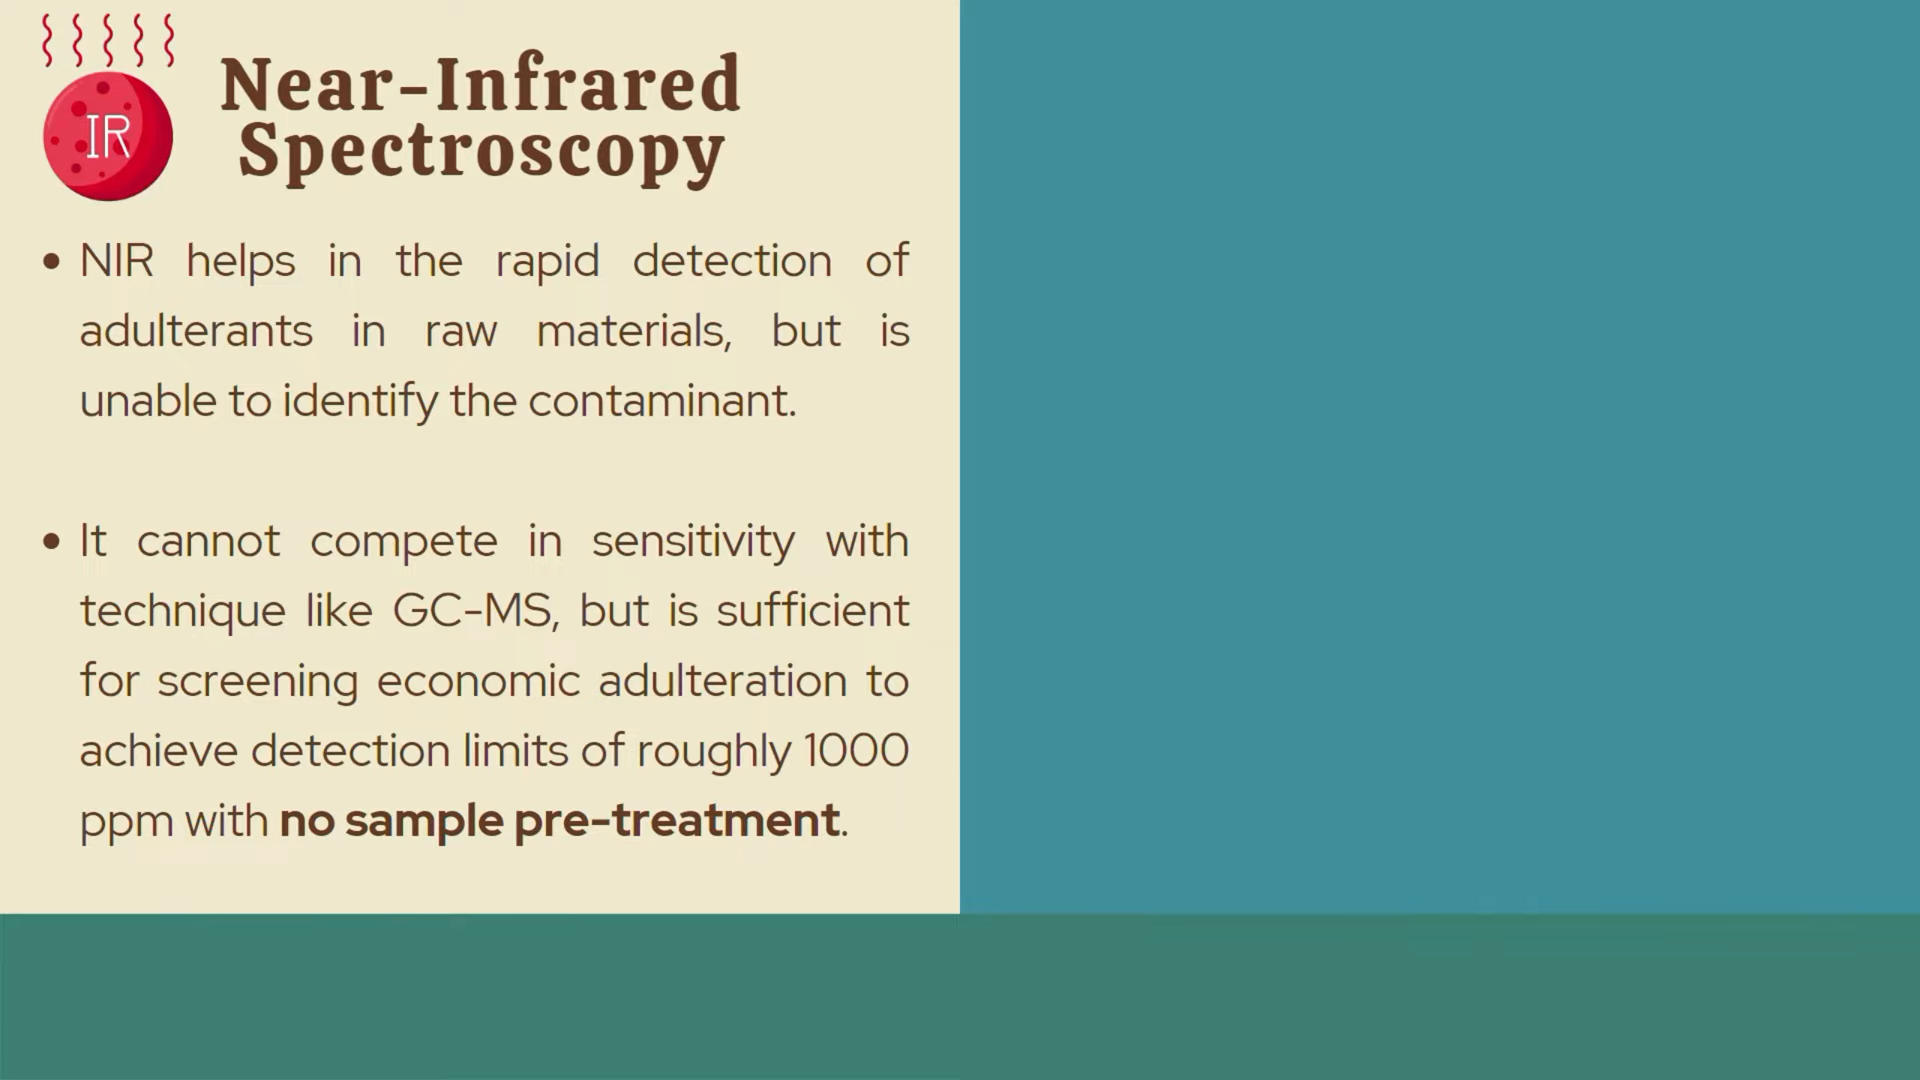 IR
Near-Infrared
Spectroscopy
• NIR helps in the rapid detection of
adulterants in raw materials, but is
unable to identify the contaminant.
• It cannot compete in sensitivity with
technique like GC-MS, but is sufficient
for screening economic adulteration to
achieve detection limits of roughly 1000
ppm with no sample pre-treatment.